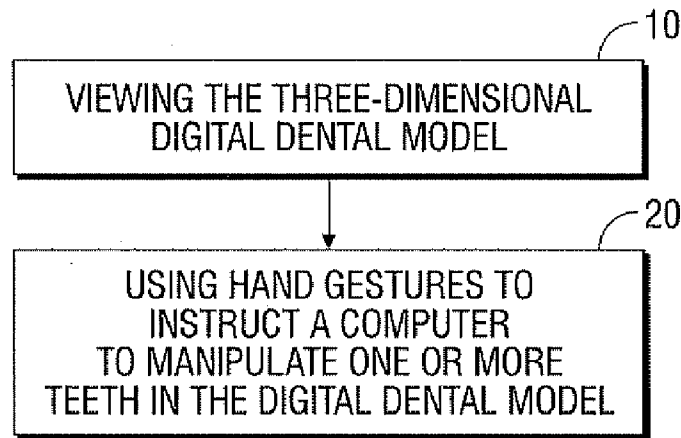 10
VIEWING THE THREE-DIMENSIONAL
DIGITAL DENTAL MODEL
20
USING HAND GESTURES TO
INSTRUCT A COMPUTER
TO MANIPULATE ONE OR MORE
TEETH IN THE DIGITAL DENTAL MODEL